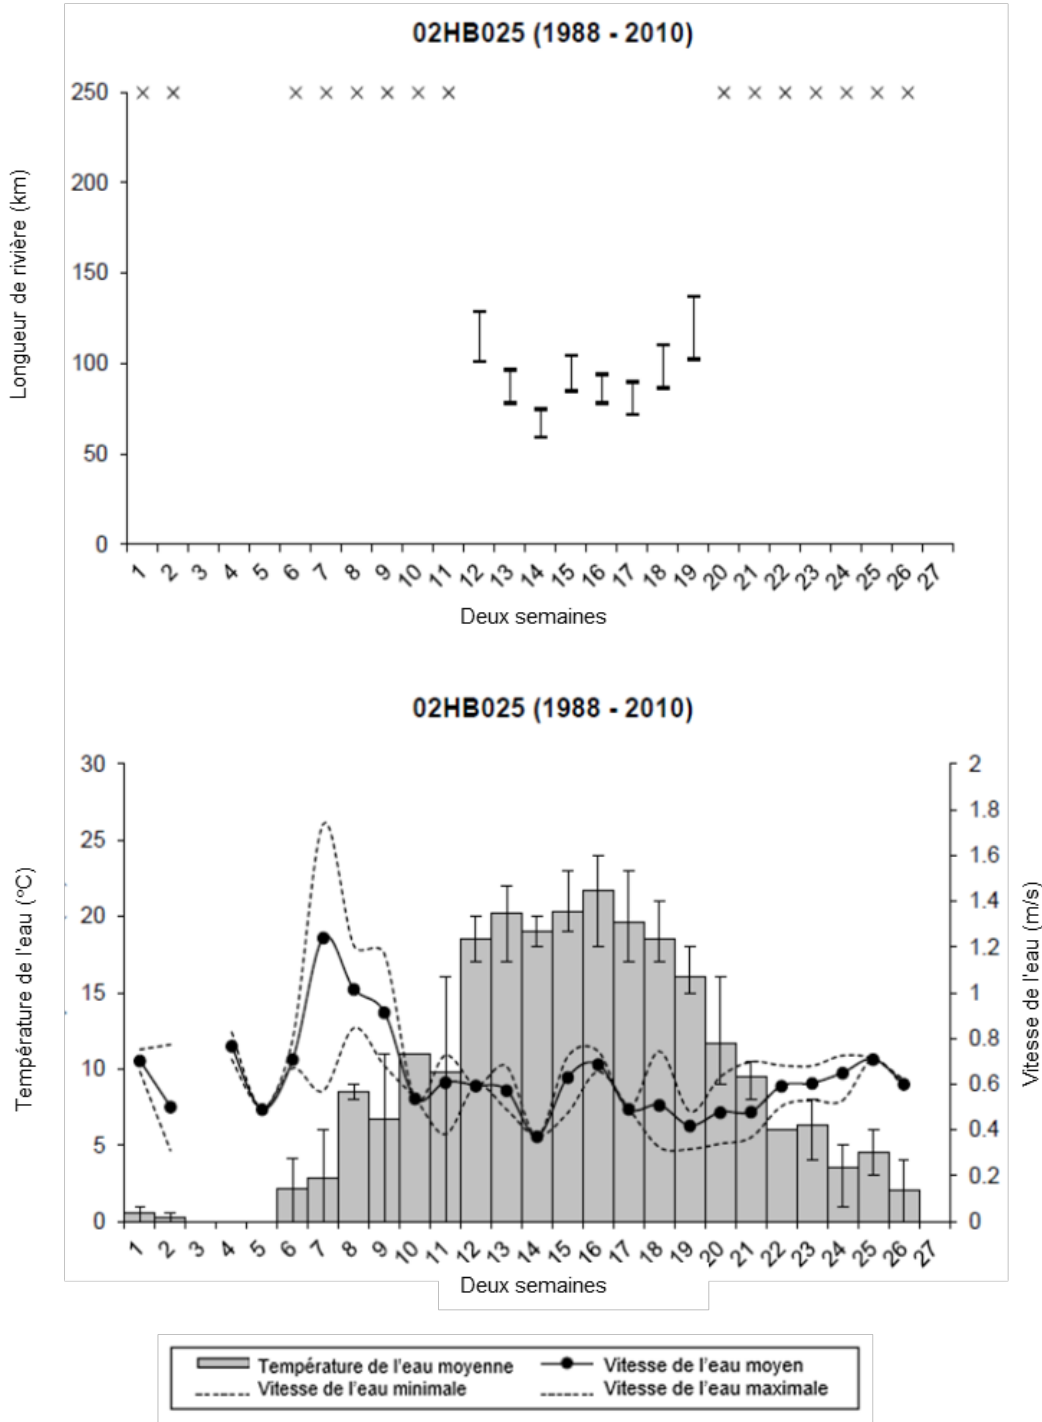 02HB025 (1988 - 2010)
250
200
150
100
50
0
Longueur de rivière (km)
1 2 3 4 5 6 7 8 9 10 11 12 13 14 15 16 17 18 19 20 21 22 23 24 25 26 27
Deux semaines
02HB025 (1988 - 2010)
30
25
20
15
10
5
0
Température de l'eau (°C)
2
1.8
1.6
1.4
1.2
1
0.8
0.6
0.4
0.2
0
Vitesse de l'eau (m/s)
1 2 3 4 5 6 7 8 9 10 11 12 13 14 15 16 17 18 19 20 21 22 23 24 25 26 27
Deux semaines
Température de l'eau moyenne
Vitesse de l'eau moyen
Vitesse de l'eau minimale
Vitesse de l'eau maximale